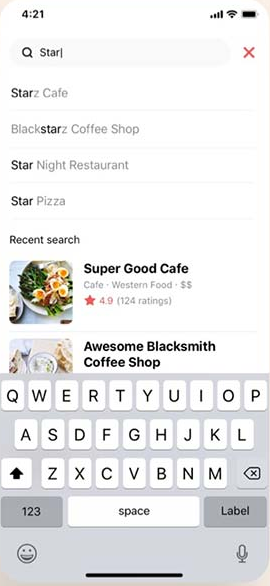 4:21
Star
Starz Cafe
Blackstarz Coffee Shop
Star Night Restaurant
Star Pizza
Recent search
Super Good Cafe
Cafe · Western Food · $$
4.9 (124 ratings)
Awesome Blacksmith
Coffee Shop
Q W E R T Y U I O P
A S D F G H J K L
Z X C V B N M
123 space Label